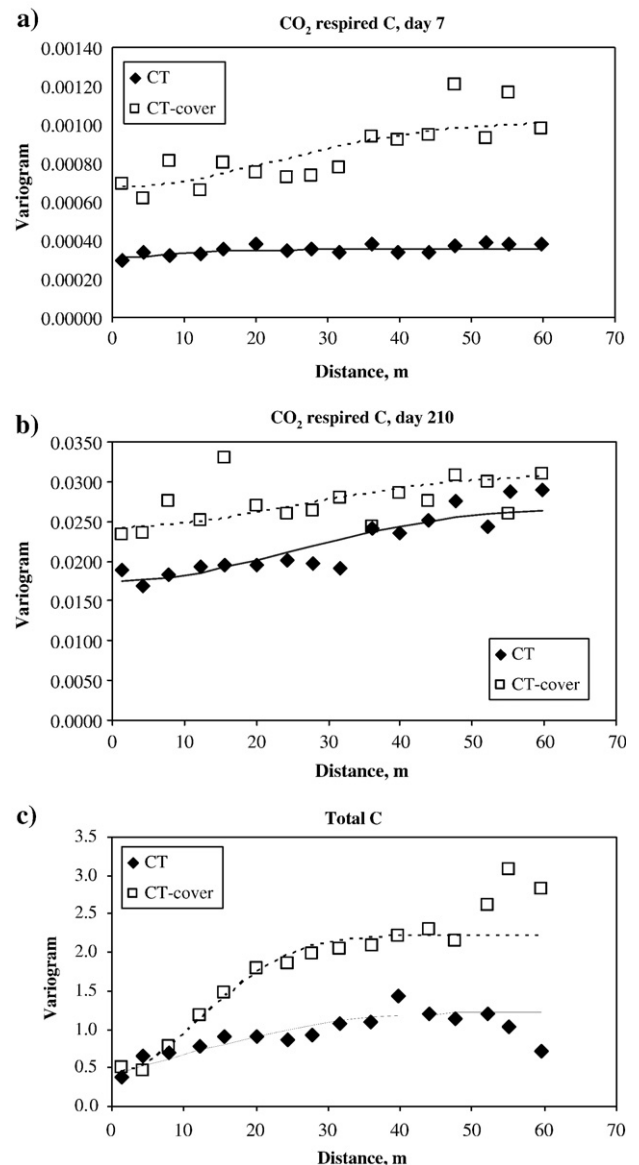 a)
CO2 respired C, day 7
0.00140
0.00120
0.00100
0.00080
0.00060
0.00040
0.00020
0.00000
Variogram
CT
CT-cover
0 10 20 30 40 50 60 70
Distance, m
b)
CO2 respired C, day 210
0.0350
0.0300
0.0250
0.0200
0.0150
0.0100
0.0050
0.0000
Variogram
CT
CT-cover
0 10 20 30 40 50 60 70
Distance, m
c)
Total C
3.5
3.0
2.5
2.0
1.5
1.0
0.5
0.0
Variogram
CT
CT-cover
0 10 20 30 40 50 60 70
Distance, m